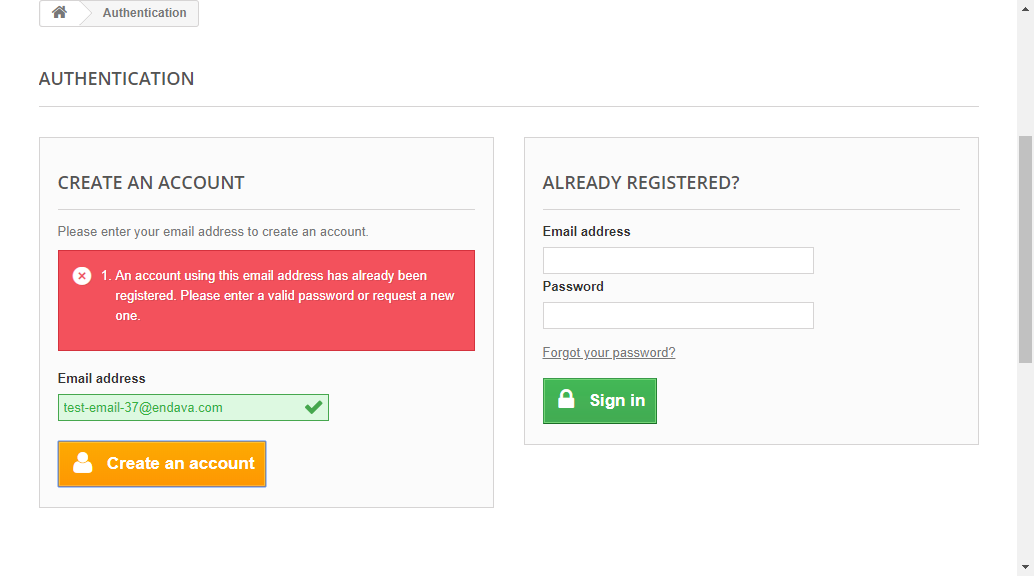 Authentication
AUTHENTICATION
CREATE AN ACCOUNT
Please enter your email address to create an account.
1. An account using this email address has already been
registered. Please enter a valid password or request a new
one.
Email address
test-email-37@endava.com
Create an account
ALREADY REGISTERED?
Email address
Password
Forgot your password?
Sign in